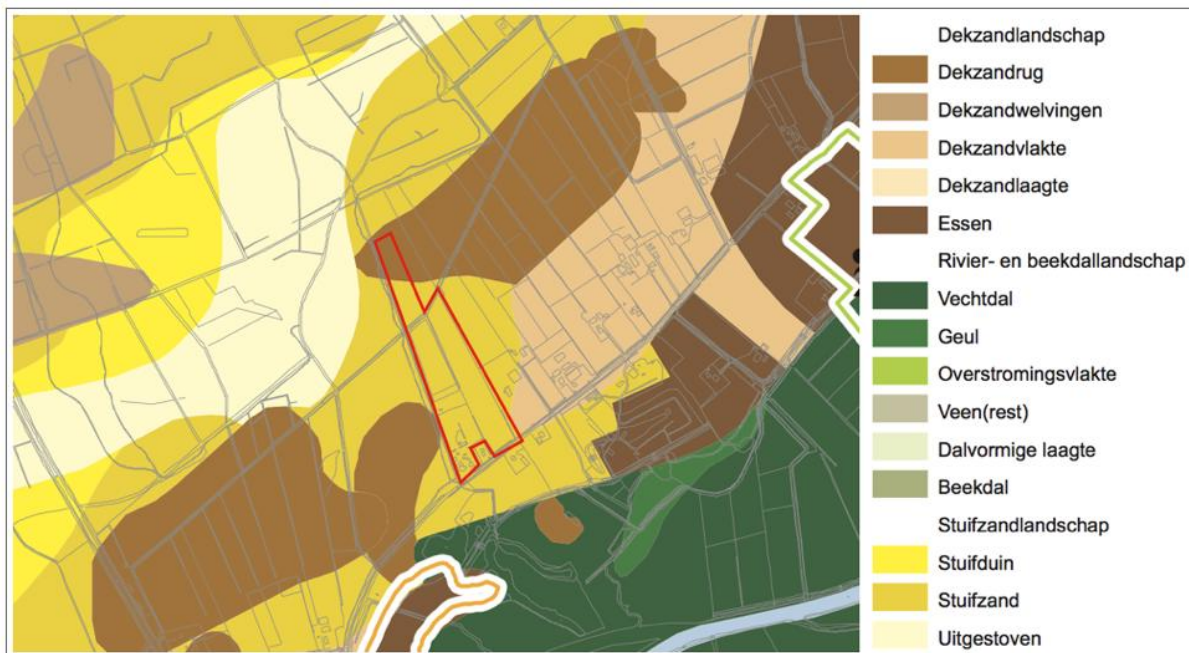 Dekzandlandschap
Dekzandrug
Dekzandwelvingen
Dekzandvlakte
Dekzandlaagte
Essen
Rivier- en beekdallandschap
Vechtdal
Geul
Overstromingsvlakte
Veen(rest)
Dalvormige laagte
Beekdal
Stuifzandlandschap
Stuifduin
Stuifzand
Uitgestoven